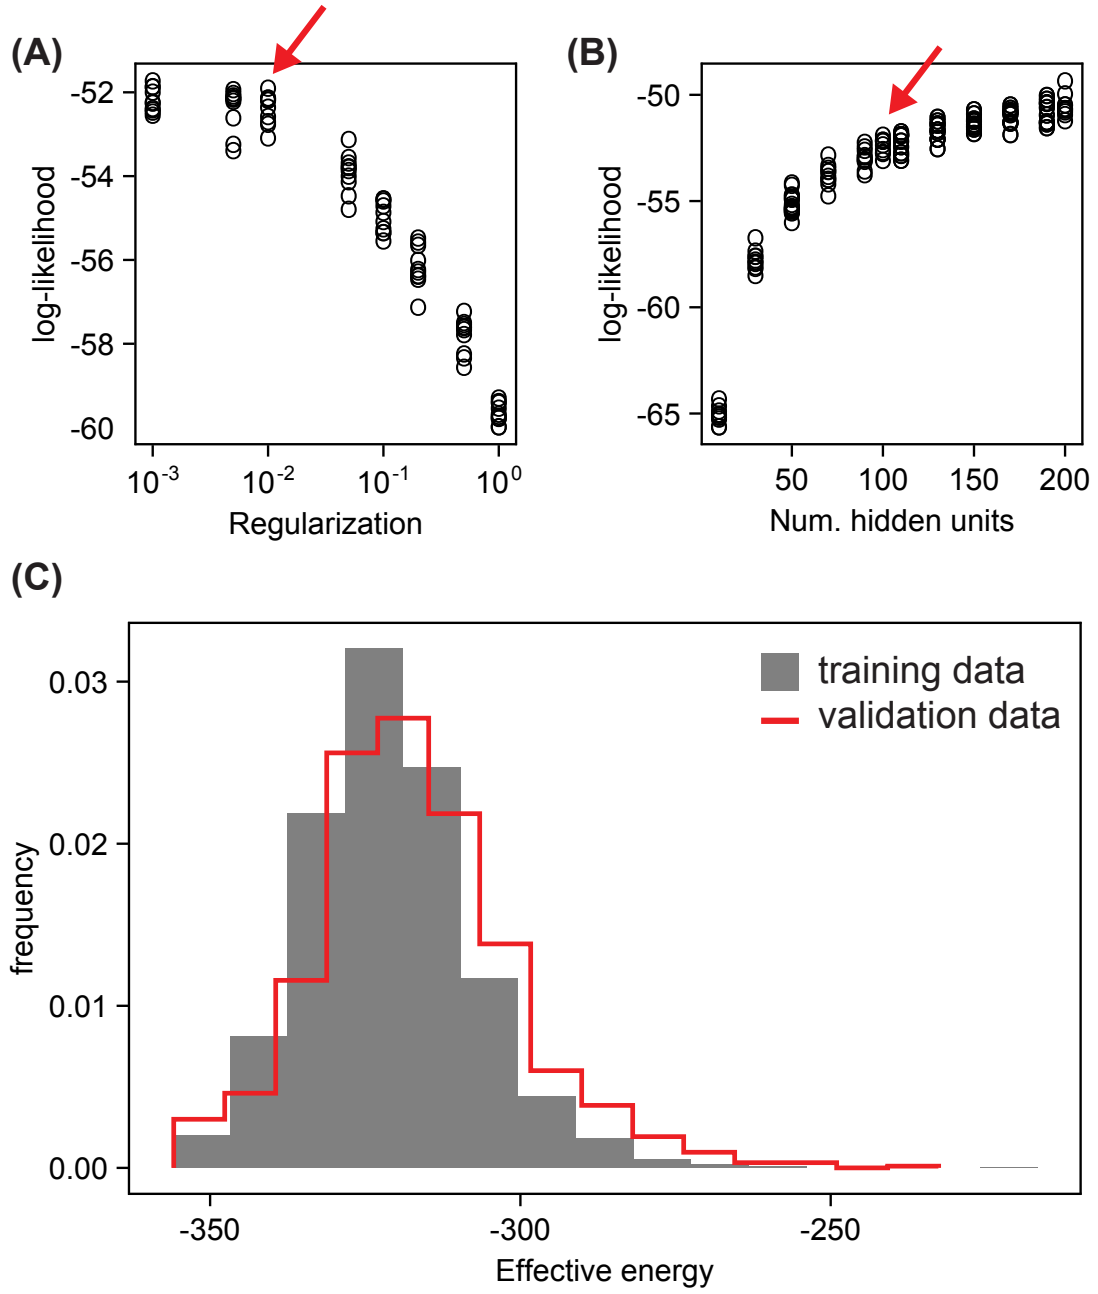 (A)
-52
-54
-56
-58
-60
log-likelihood
10-3
10-2
10-1
100
Regularization
(B)
-50
-55
-60
-65
log-likelihood
50
100
150
200
Num. hidden units
(C)
training data
validation data
0.03
0.02
0.01
0.00
frequency
-350
-300
-250
Effective energy